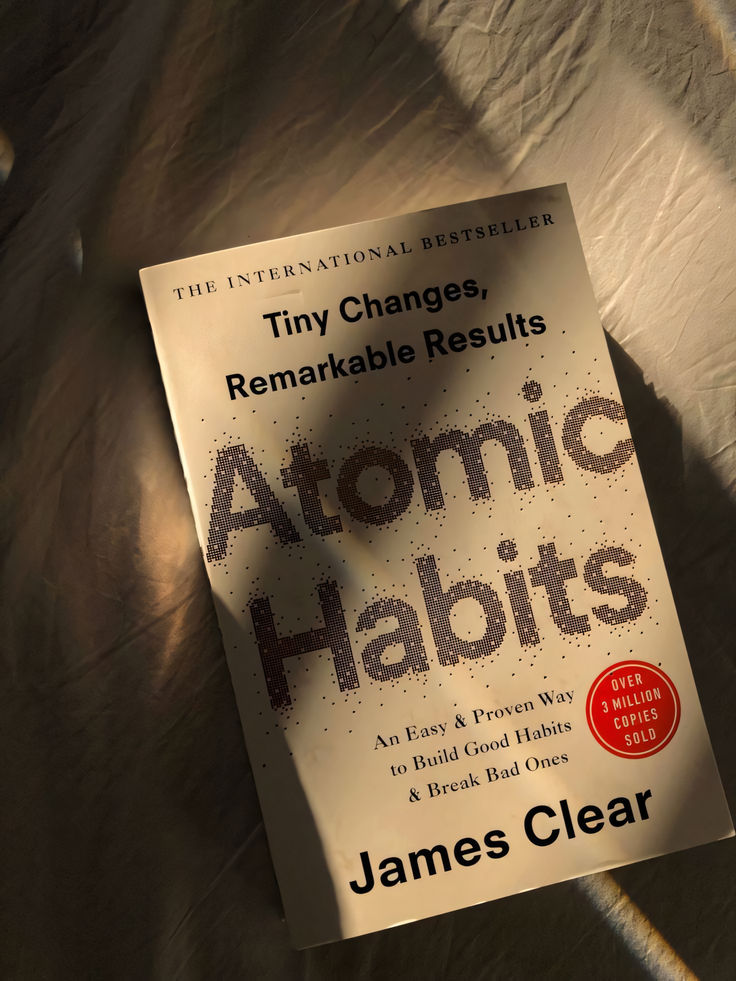 THE INTERNATIONAL BESTSELLER
Tiny Changes,
Remarkable Results
Atomic
Habits
An Easy & Proven Way
to Build Good Habits
& Break Bad Ones
OVER
3 MILLION
COPIES
SOLD
James Clear